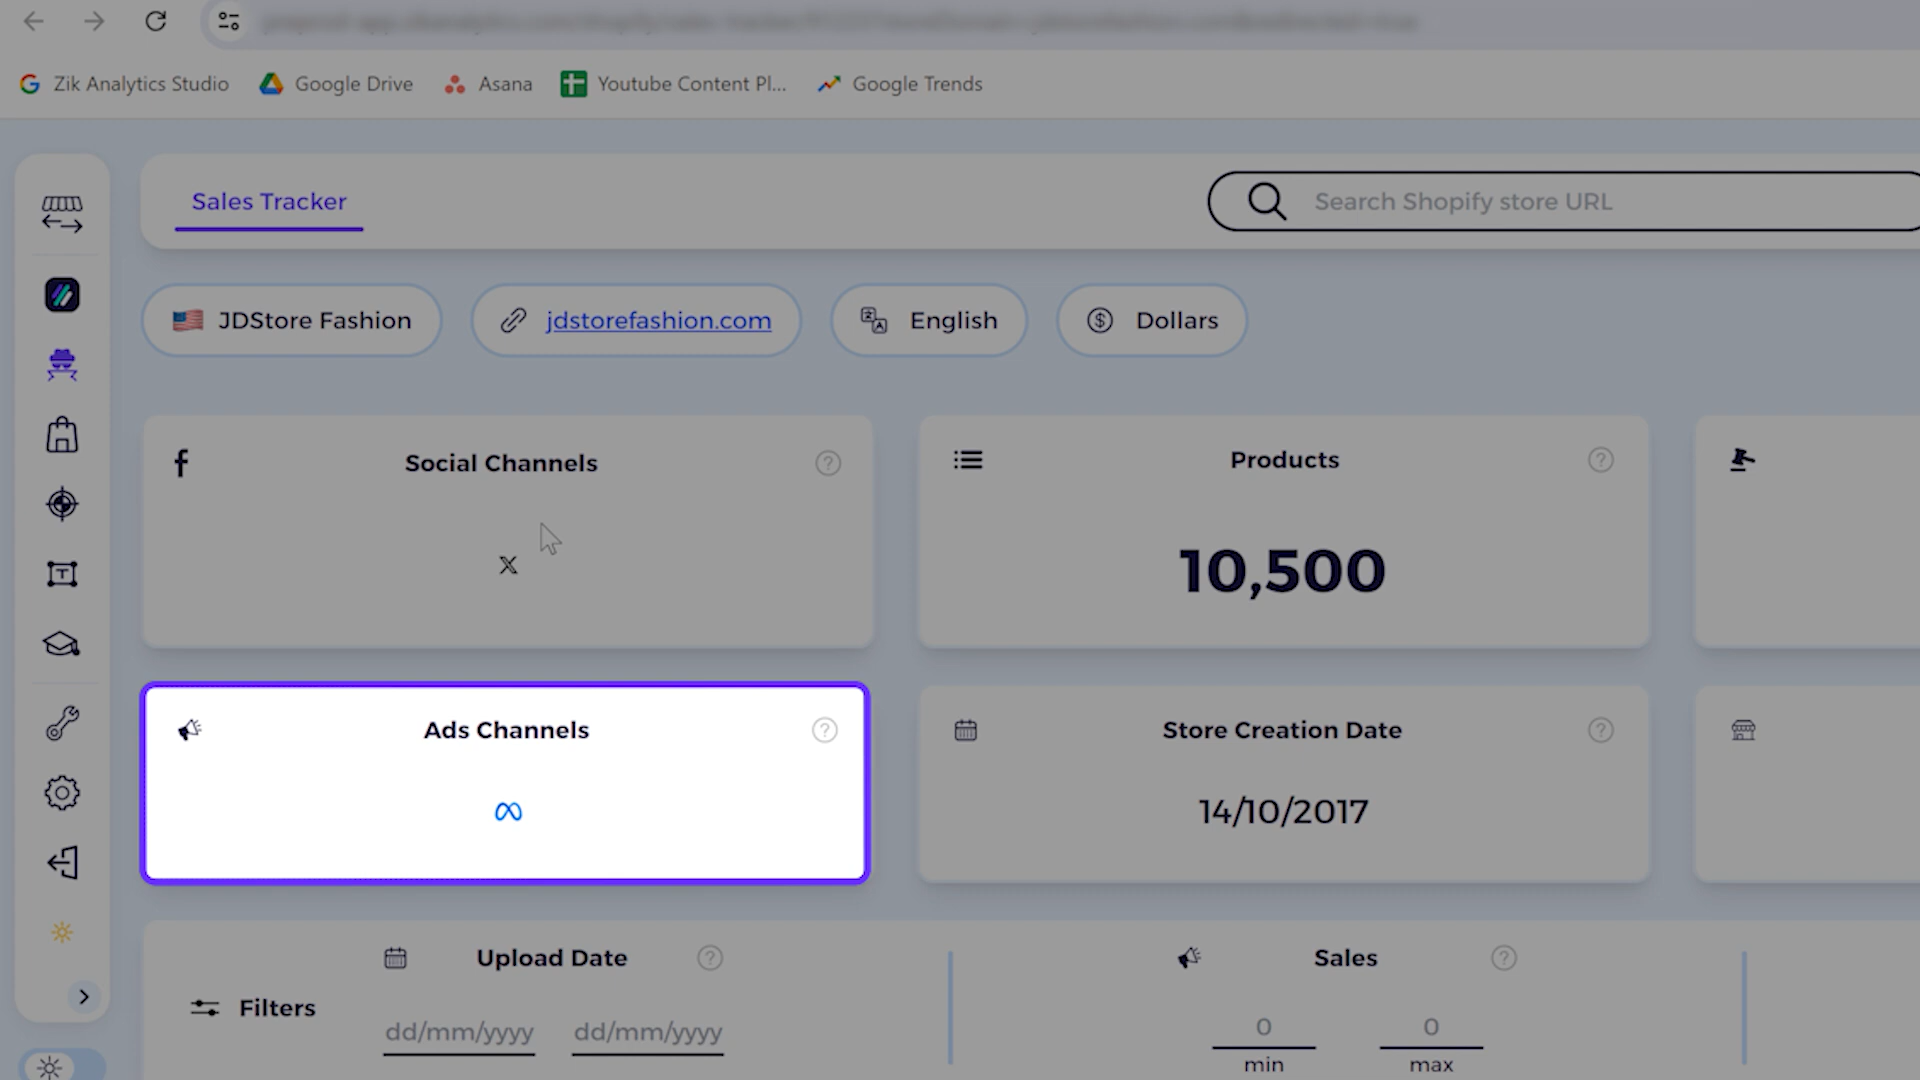 Zik Analytics Studio
Google Drive
Asana
Youtube Content Pl...
Google Trends
Sales Tracker
Search Shopify store URL
JDStore Fashion
jdstorefashion.com
English
Dollars
Social Channels
Products
10,500
Ads Channels
Store Creation Date
14/10/2017
Upload Date
Sales
Filters
dd/mm/yyyy
dd/mm/yyyy
0
0
min
max